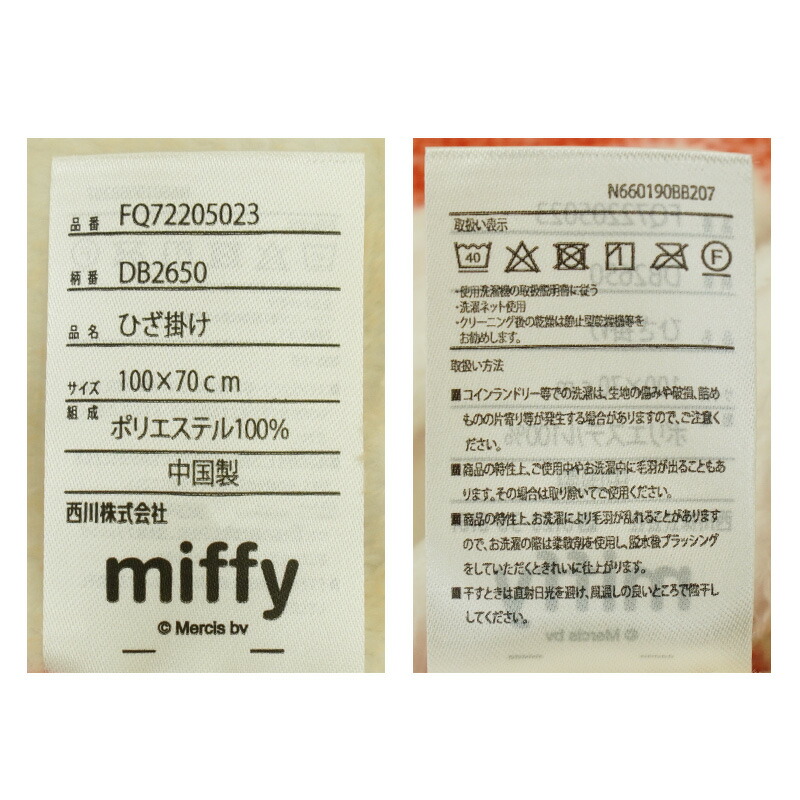 品番 FQ72205023
柄番 DB2650
品名 ひざ掛け
サイズ 100×70cm
組成
ポリエステル100%
中国製
西川株式会社
miffy
© Mercis bv
N660190BB207
取扱い表示
40 F
・使用洗濯機の取扱説明書に従う
・洗濯ネット使用
・クリーニング後の乾燥は静止型乾燥機等を
お勧めします。
取扱い方法
■コインランドリー等での洗濯は、生地の傷みや破損、詰め
ものの片寄り等が発生する場合がありますので、ご注意く
ださい。
■商品の特性上、ご使用中やお洗濯中に毛羽が出ることもあ
ります。その場合は取り除いてご使用ください。
■商品の特性上、お洗濯により毛羽が乱れることがあります
ので、お洗濯の際は柔軟剤を使用し、脱水後ブラッシング
をしていただくときれいに仕上がります。
■干すときは直射日光を避け、風通しの良いところで陰干し
してください。